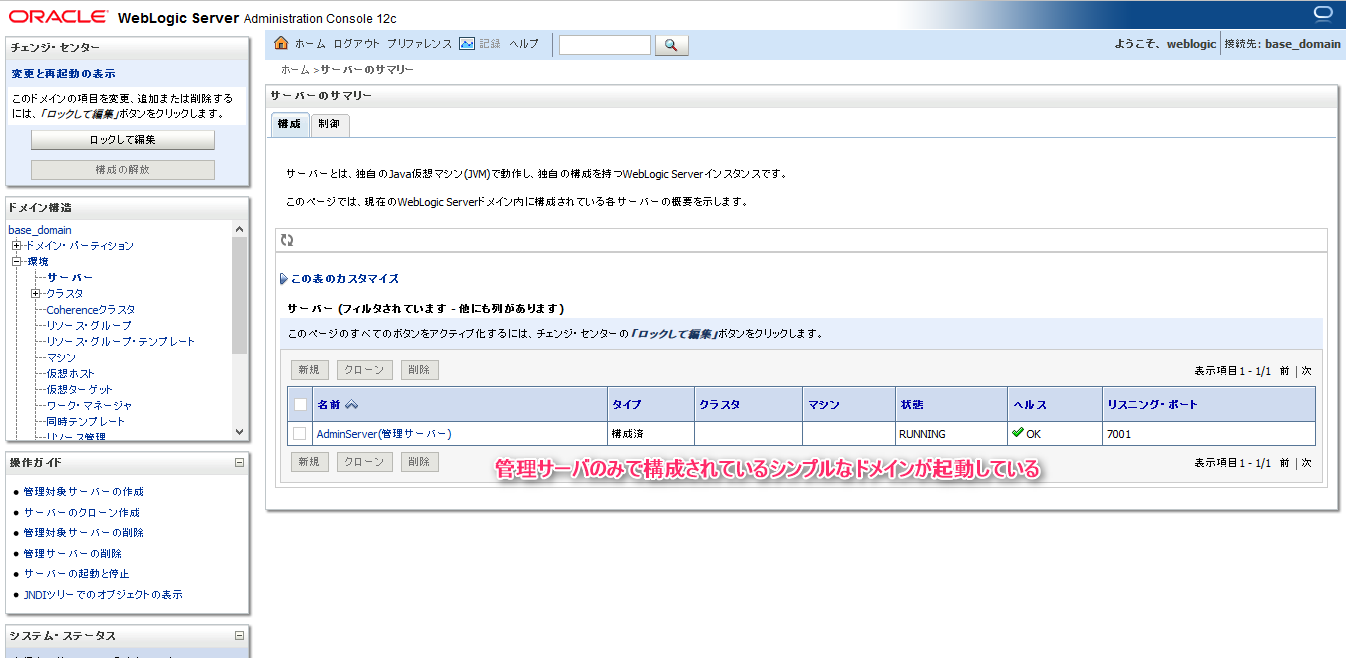 ORACLE WebLogic Server Administration Console 12c
チェンジ・センター
変更と再起動の表示
このドメインの項目を変更、追加または削除する
には、「ロックして編集」ボタンをクリックします。
ロックして編集
構成の解放
ドメイン構造
base_domain
ドメイン・パーティション
環境
サーバー
クラスタ
Coherenceクラスタ
リソース・グループ
リソース・グループ・テンプレート
マシン
仮想ホスト
仮想ターゲット
ワーク・マネージャ
同時テンプレート
リソース管理
操作ガイド
管理対象サーバーの作成
サーバーのクローン作成
管理対象サーバーの削除
管理サーバーの削除
サーバーの起動と停止
JNDIツリーでのオブジェクトの表示
システム・ステータス
ホーム ログアウト プリファレンス 記録 ヘルプ
ようこそ、weblogic 接続先: base_domain
ホーム >サーバーのサマリー
サーバーのサマリー
構成 制御
サーバーとは、独自のJava仮想マシン(JVM)で動作し、独自の構成を持つWebLogic Serverインスタンスです。
このページでは、現在のWebLogic Serverドメイン内に構成されている各サーバーの概要を示します。
この表のカスタマイズ
サーバー (フィルタされています - 他にも列があります)
このページのすべてのボタンをアクティブ化するには、チェンジ・センターの「ロックして編集」ボタンをクリックします。
新規 クローン 削除 表示項目1 - 1/1 前 | 次
名前 タイプ クラスタ マシン 状態 ヘルス リスニング・ポート
AdminServer(管理サーバー) 構成済 RUNNING OK 7001
新規 クローン 削除 表示項目1 - 1/1 前 | 次
管理サーバのみで構成されているシンプルなドメインが起動している